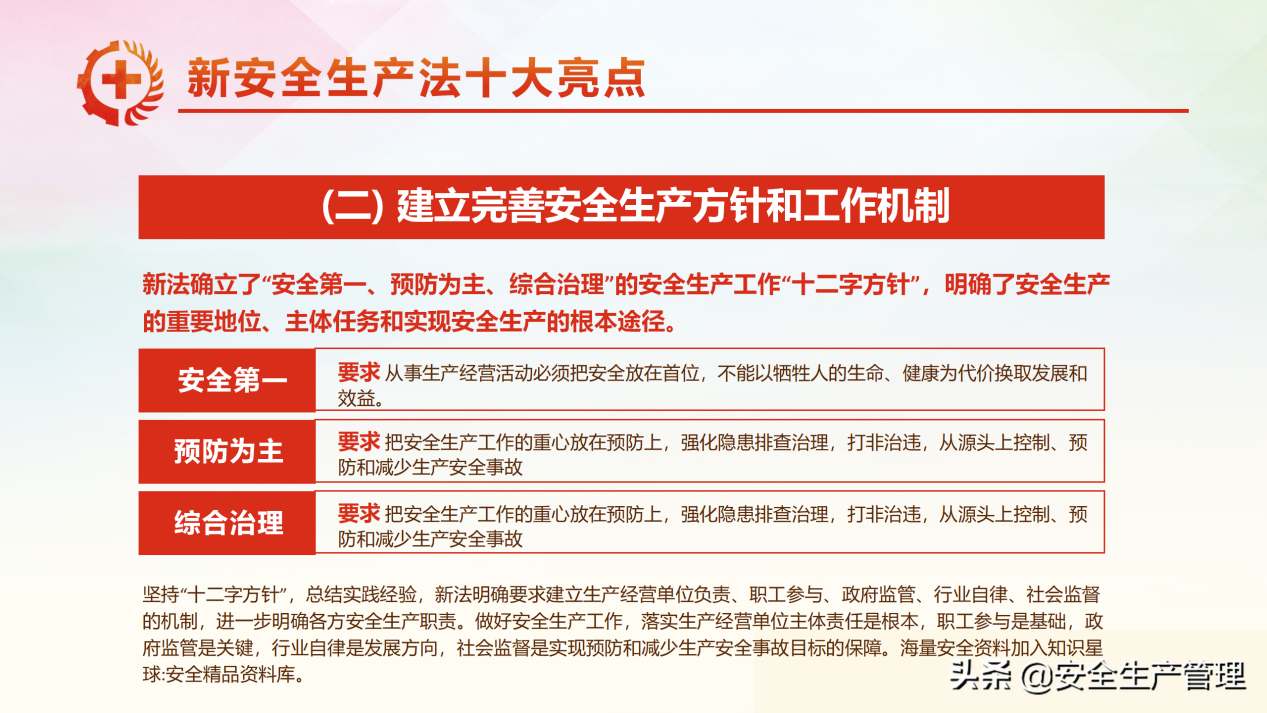 新安全生产法十大亮点
(二) 建立完善安全生产方针和工作机制
新法确立了“安全第一、预防为主、综合治理”的安全生产工作“十二字方针”，明确了安全生产
的重要地位、主体任务和实现安全生产的根本途径。
安全第一
要求 从事生产经营活动必须把安全放在首位，不能以牺牲人的生命、健康为代价换取发展和
效益。
预防为主
要求 把安全生产工作的重心放在预防上，强化隐患排查治理，打非治违，从源头上控制、预
防和减少生产安全事故
综合治理
要求 把安全生产工作的重心放在预防上，强化隐患排查治理，打非治违，从源头上控制、预
防和减少生产安全事故
坚持“十二字方针”，总结实践经验，新法明确要求建立生产经营单位负责、职工参与、政府监管、行业自律、社会监督
的机制，进一步明确各方安全生产职责。做好安全生产工作，落实生产经营单位主体责任是根本，职工参与是基础，政
府监管是关键，行业自律是发展方向，社会监督是实现预防和减少生产安全事故目标的保障。海量安全资料加入知识星
球:安全精品资料库。
头条 @安全生产管理